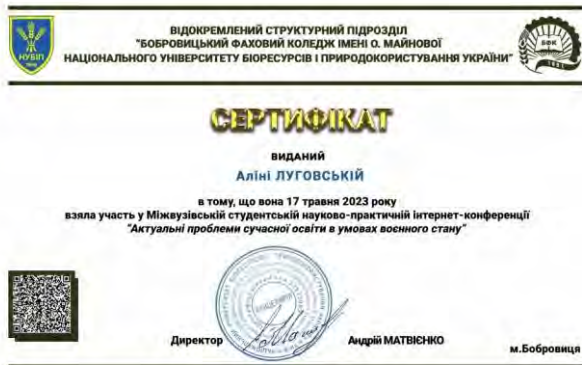 ВІДОКРЕМЛЕНИЙ СТРУКТУРНИЙ ПІДРОЗДІЛ
"БОБРОВИЦЬКИЙ ФАХОВИЙ КОЛЕДЖ ІМЕНІ О. МАЙНОВОЇ
НАЦІОНАЛЬНОГО УНІВЕРСИТЕТУ БІОРЕСУРСІВ І ПРИРОДОКОРИСТУВАННЯ УКРАЇНИ"
НУБІП
БФК
СЕРТИФІКАТ
ВИДАНИЙ
Аліні ЛУГОВСЬКІЙ
в тому, що вона 17 травня 2023 року
взяла участь у Міжвузівській студентській науково-практичній інтернет-конференції
"Актуальні проблеми сучасної освіти в умовах воєнного стану"
Директор
Андрій МАТВІЄНКО
м.Бобровиця